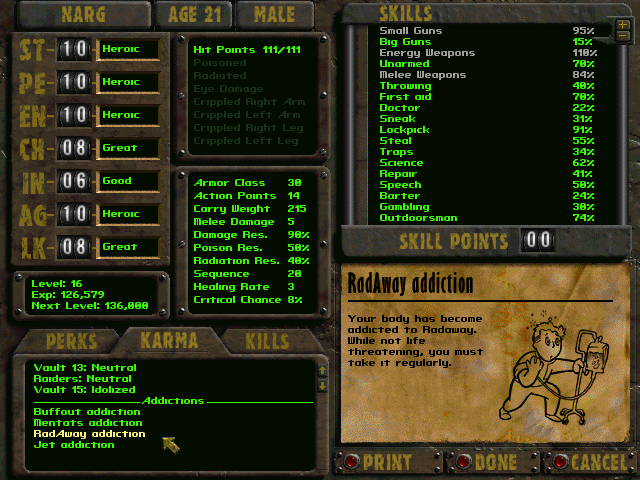 NARG
AGE 21
MALE
ST 10 Heroic
PE 10 Heroic
EN 10 Heroic
CH 08 Great
IN 06 Good
AG 10 Heroic
LK 08 Great
Level: 16
Exp: 126,579
Next Level: 136,000
Hit Points 111/111
Poisoned
Radiated
Eye Damage
Crippled Right Arm
Crippled Left Arm
Crippled Right Leg
Crippled Left Leg
Armor Class 30
Action Points 14
Carry Weight 215
Melee Damage 5
Damage Res. 90%
Poison Res. 50%
Radiation Res. 40%
Sequence 20
Healing Rate 3
Critical Chance 8%
SKILLS
Small Guns 95%
Big Guns 15%
Energy Weapons 110%
Unarmed 70%
Melee Weapons 84%
Throwing 40%
First aid 70%
Doctor 22%
Sneak 31%
Lockpick 91%
Steal 55%
Traps 34%
Science 62%
Repair 41%
Speech 50%
Barter 24%
Gambling 30%
Outdoorsman 74%
SKILL POINTS 00
PERKS
KARMA
KILLS
Vault 13: Neutral
Raiders: Neutral
Vault 15: Idolized
Addictions
Buffout addiction
Mentats addiction
RadAway addiction
Jet addiction
RadAway addiction
Your body has become
addicted to Radaway.
While not life
threatening, you must
take it regularly.
PRINT
DONE
CANCEL